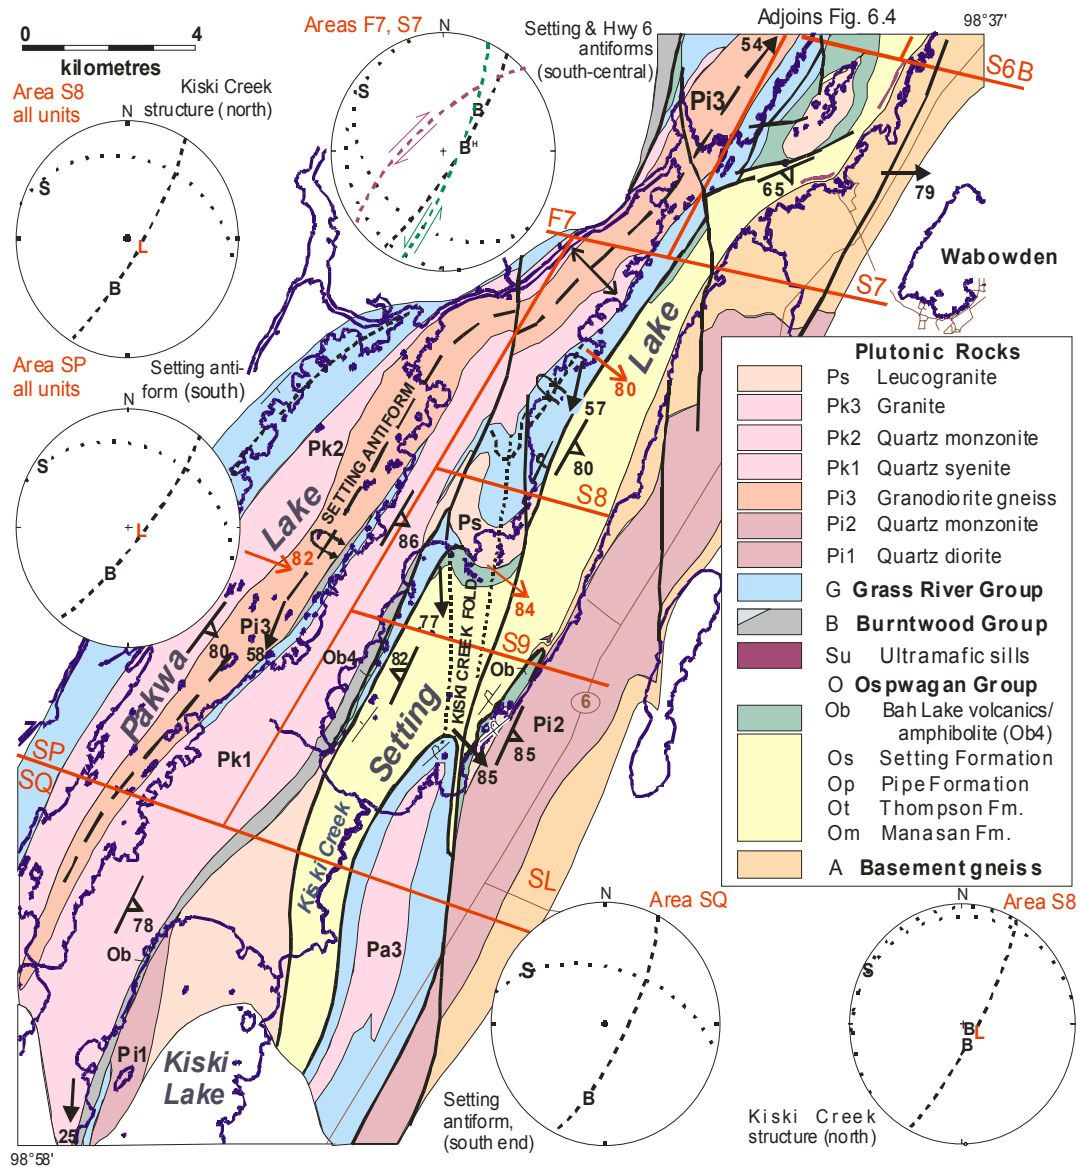 0 4
kilometres
Area S8
all units
Kiski Creek
structure (north)
N
S
L
B
Areas F7, S7
N
S
B
Bᴴ
Setting & Hwy 6
antiforms
(south-central)
Adjoins Fig. 6.4
98°37'
54
S6B
Pi3
65
79
F7
S7
Wabowden
Area SP
all units
Setting anti-
form (south)
N
S
L
B
Lake
80
57
80
S8
Pk2
SETTING ANTIFORM
Lake
86
Ps
82
84
77
KISKI CREEK FOLD
S9
Pi3
80
58
Ob4
82
Ob
6
Pakwa
Setting
Pi2
85
85
SP
SQ
Pk1
Kiski Creek
SL
78
Ob
Pa3
Pi1
Kiski
Lake
25
98°58'
Plutonic Rocks
Ps Leucogranite
Pk3 Granite
Pk2 Quartz monzonite
Pk1 Quartz syenite
Pi3 Granodiorite gneiss
Pi2 Quartz monzonite
Pi1 Quartz diorite
G Grass River Group
B Burntwood Group
Su Ultramafic sills
O Ospwagan Group
Ob Bah Lake volcanics/
amphibolite (Ob4)
Os Setting Formation
Op Pipe Formation
Ot Thompson Fm.
Om Manasan Fm.
A Basement gneiss
Area SQ
N
S
B
Setting
antiform,
(south end)
Area S8
N
S
B
L
B
Kiski Creek
structure (north)